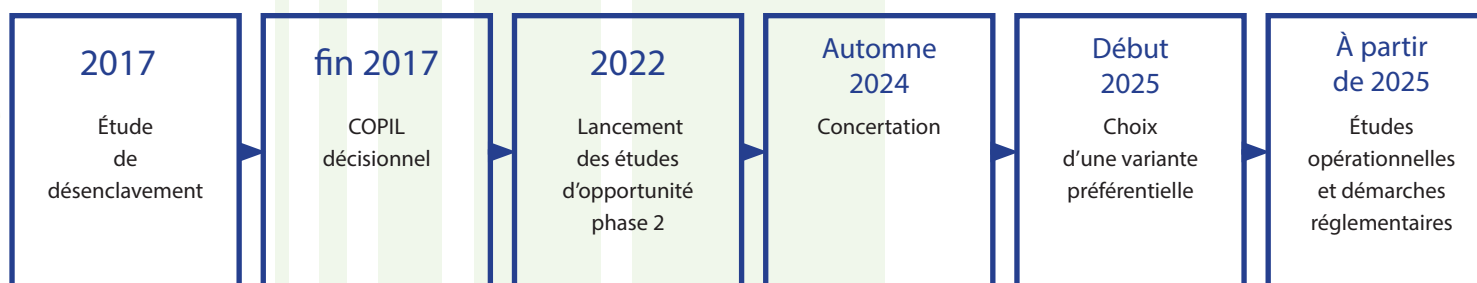 2017
Étude
de
désenclavement
fin 2017
COPIL
décisionnel
2022
Lancement
des études
d’opportunité
phase 2
Automne
2024
Concertation
Début
2025
Choix
d’une variante
préférentielle
À partir
de 2025
Études
opérationnelles
et démarches
réglementaires